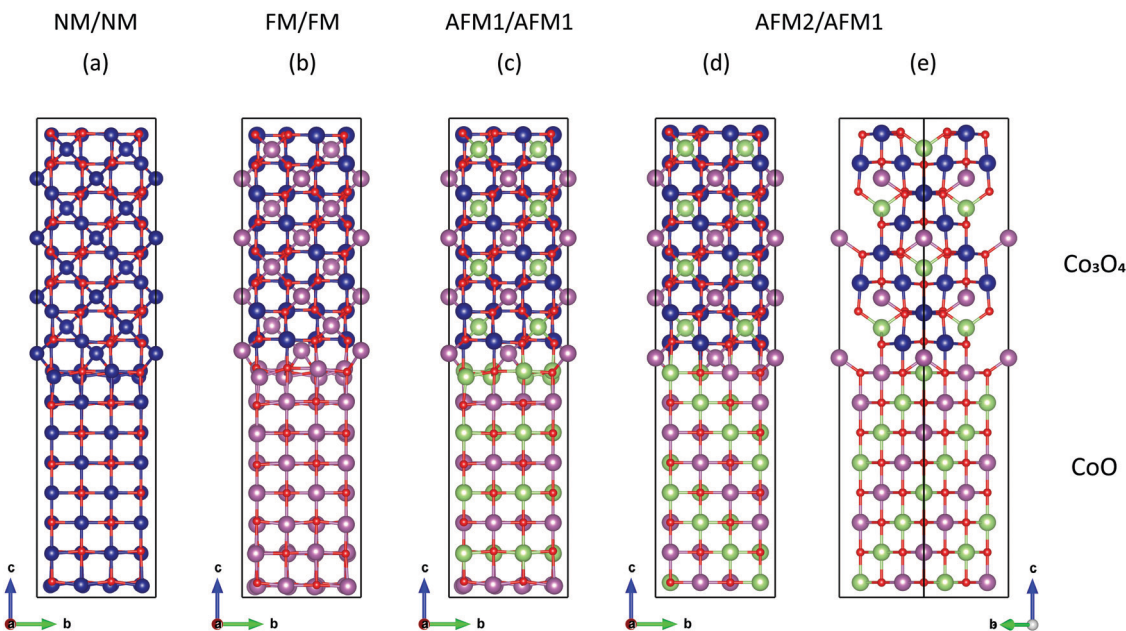 NM/NM FM/FM AFM1/AFM1 AFM2/AFM1
(a) (b) (c) (d) (e)
Co₃O₄
CoO
c c c c c
a b a b a b a b b